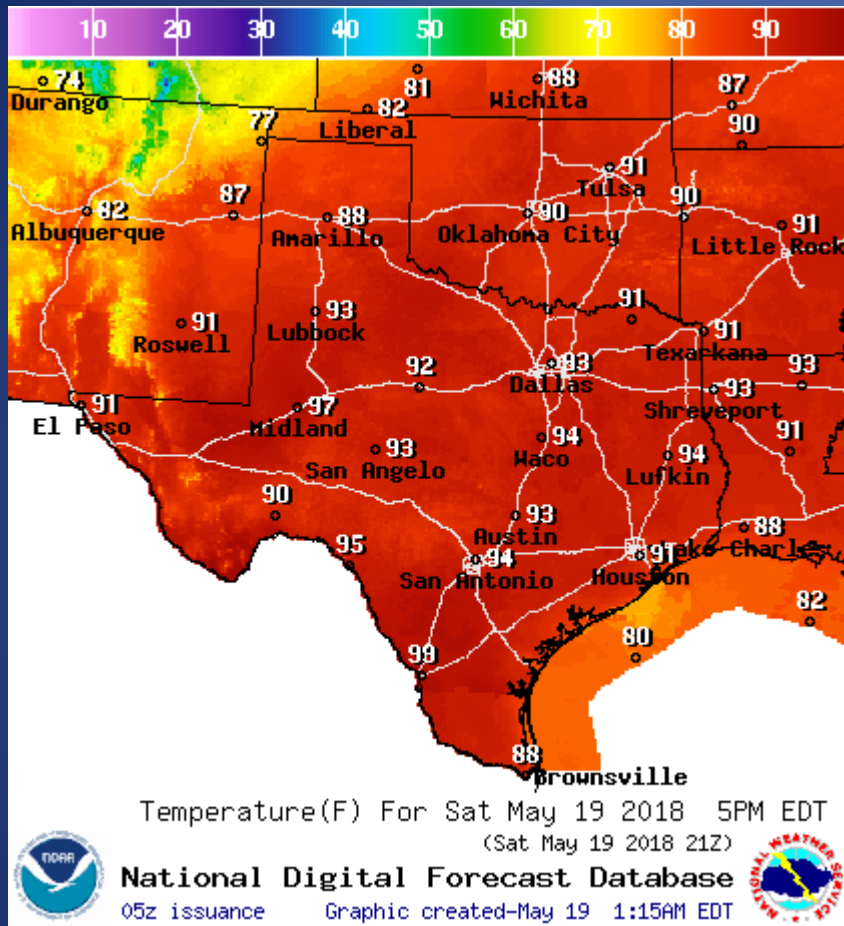 10 20 30 40 50 60 70 80 90
74 81 88 87
Durango Wichita
82
Liberal
77 90
91
Tulsa
82 87 88 90 90 91
Albuquerque Amarillo Oklahoma City Little Rock
91 93 91 91
Roswell Lubbock Texarkana
92 93 93 93
Dallas Shreveport
91 97
El Paso Midland
93 94 94 91
San Angelo Waco Lufkin
90 93 88
Austin Lake Charles
95 94 91
San Antonio Houston
82
80
99
88
Brownsville
Temperature(F) For Sat May 19 2018 5PM EDT
(Sat May 19 2018 21Z)
noaa
National Digital Forecast Database
05z issuance Graphic created-May 19 1:15AM EDT
NATIONAL WEATHER SERVICE